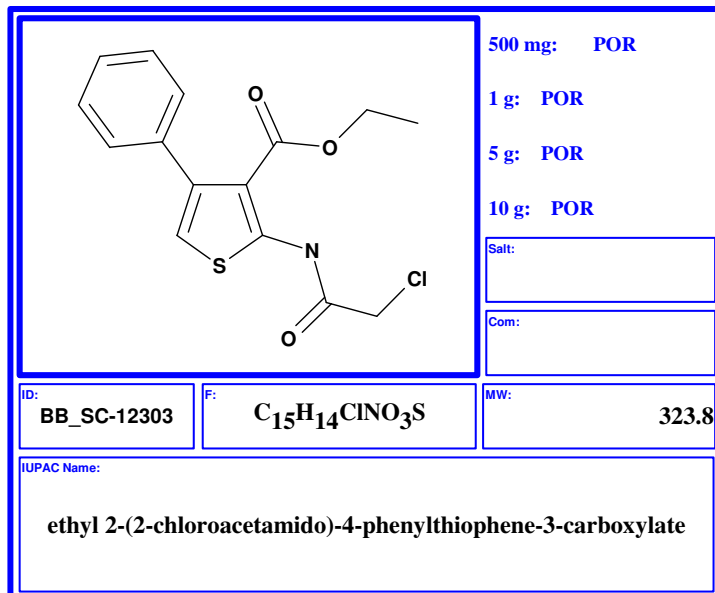 O
O
S
N
Cl
O
500 mg: POR
1 g: POR
5 g: POR
10 g: POR
Salt:
Com:
ID:
BB_SC-12303
F:
C15H14ClNO3S
MW:
323.8
IUPAC Name:
ethyl 2-(2-chloroacetamido)-4-phenylthiophene-3-carboxylate